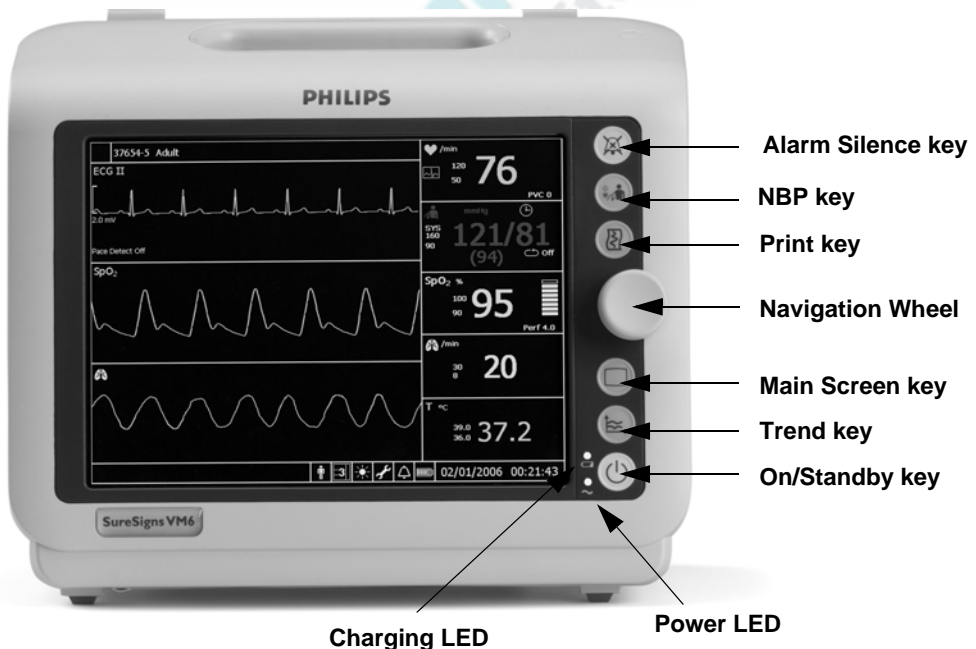 PHILIPS
37654-5 Adult
ECG II
2.0 mV
Pace Detect Off
SpO₂
/min
120
50
76
PVC 0
mmHg
SYS
160
90
121/81
(94)
Off
SpO₂ %
100
90
95
Perf 4.0
/min
30
8
20
T °C
39.0
36.0
37.2
3
02/01/2006 00:21:43
SureSigns VM6
Alarm Silence key
NBP key
Print key
Navigation Wheel
Main Screen key
Trend key
On/Standby key
Charging LED
Power LED